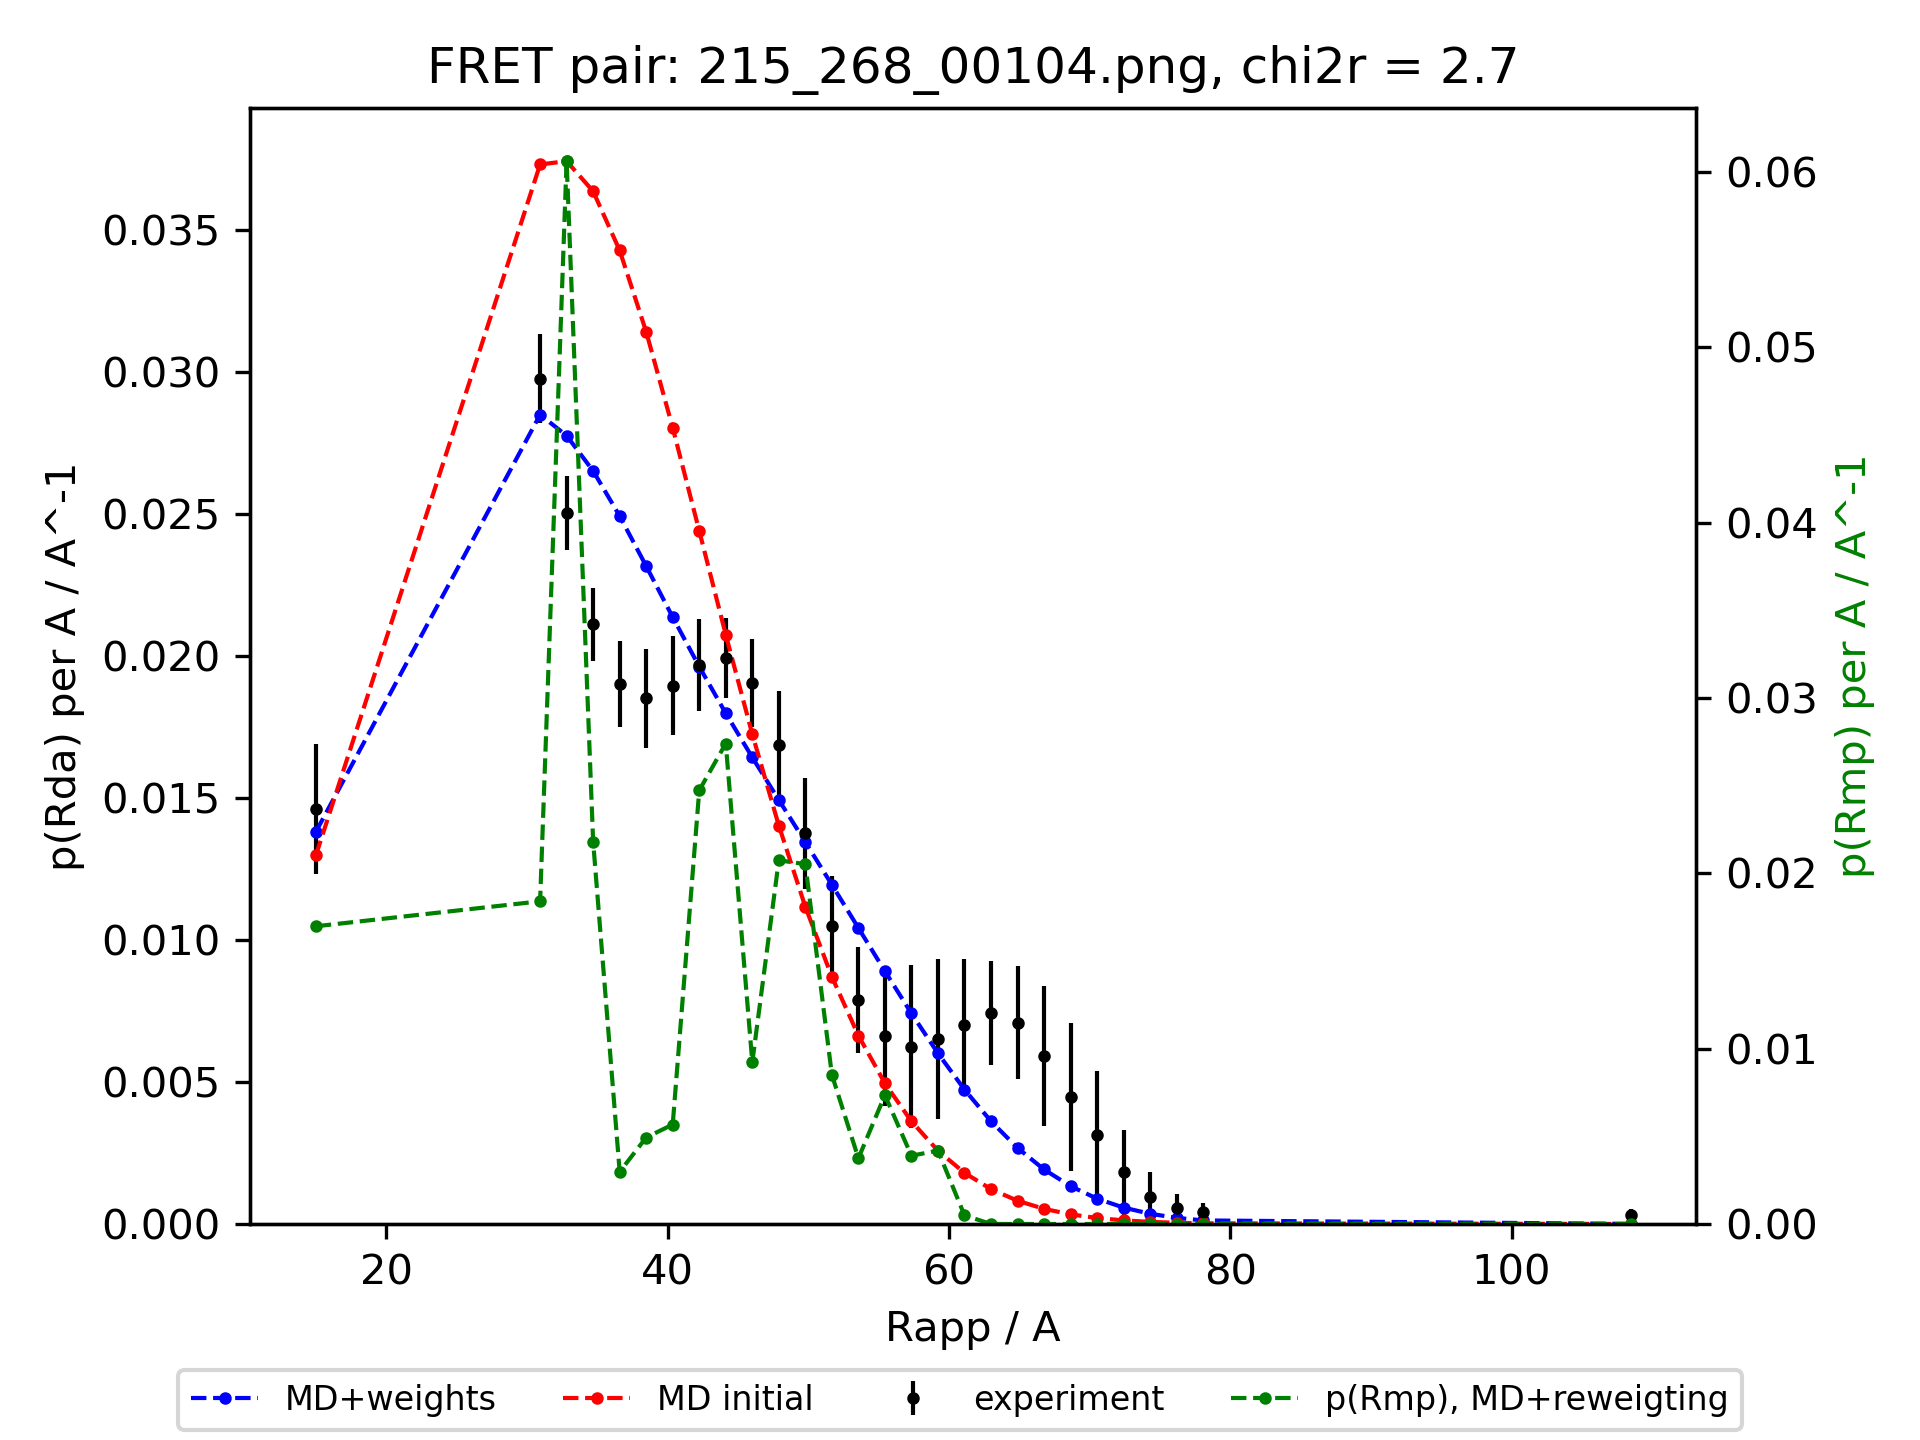 FRET pair: 215_268_00104.png, chi2r = 2.7
0.035
0.030
0.025
0.020
0.015
0.010
0.005
0.000
p(Rda) per A / A^-1
0.06
0.05
0.04
0.03
0.02
0.01
0.00
p(Rmp) per A / A^-1
20 40 60 80 100
Rapp / A
MD+weights MD initial experiment p(Rmp), MD+reweigting